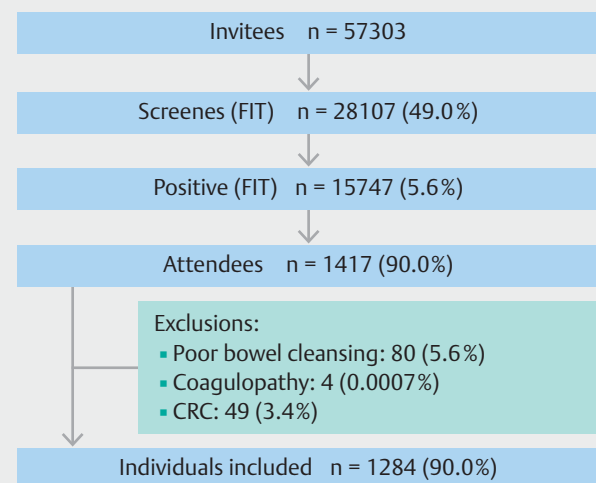 Invitees n = 57303
Screenes (FIT) n = 28107 (49.0%)
Positive (FIT) n = 15747 (5.6%)
Attendees n = 1417 (90.0%)
Exclusions:
▪ Poor bowel cleansing: 80 (5.6%)
▪ Coagulopathy: 4 (0.0007%)
▪ CRC: 49 (3.4%)
Individuals included n = 1284 (90.0%)